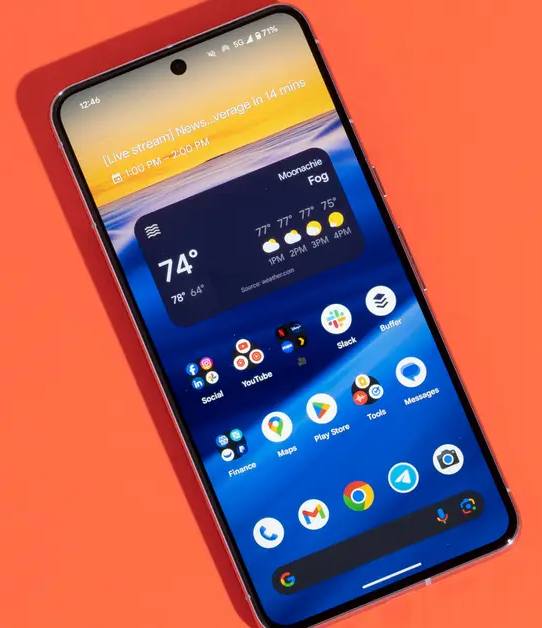 12:46
5G 71%
[Live stream] News...verage in 14 mins
1:00 PM – 2:00 PM
Moonachie
Fog
74°
78° 64°
77° 77° 77° 75°
1PM 2PM 3PM 4PM
Source: weather.com
Social
YouTube
Slack
Buffer
Finance
Maps
Play Store
Tools
Messages